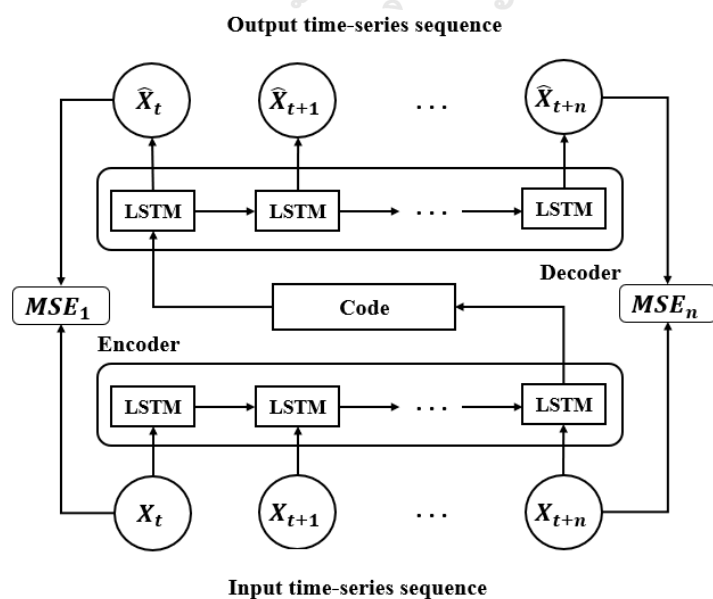 Output time-series sequence
X̂ₜ X̂ₜ₊₁ . . . X̂ₜ₊ₙ
LSTM LSTM . . . LSTM
Decoder
MSE₁ Code MSEₙ
Encoder
LSTM LSTM . . . LSTM
Xₜ Xₜ₊₁ . . . Xₜ₊ₙ
Input time-series sequence